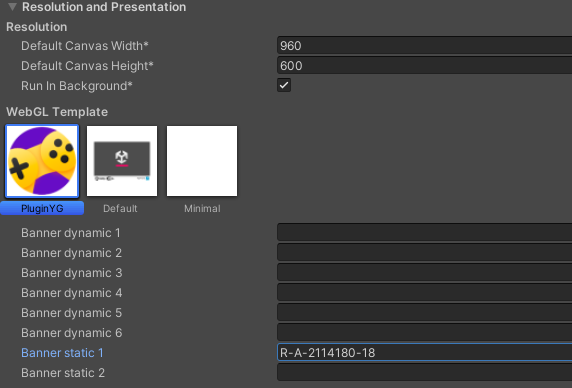 Resolution and Presentation
Resolution
Default Canvas Width* 960
Default Canvas Height* 600
Run In Background*
WebGL Template
PluginYG Default Minimal
Banner dynamic 1
Banner dynamic 2
Banner dynamic 3
Banner dynamic 4
Banner dynamic 5
Banner dynamic 6
Banner static 1 R-A-2114180-18
Banner static 2